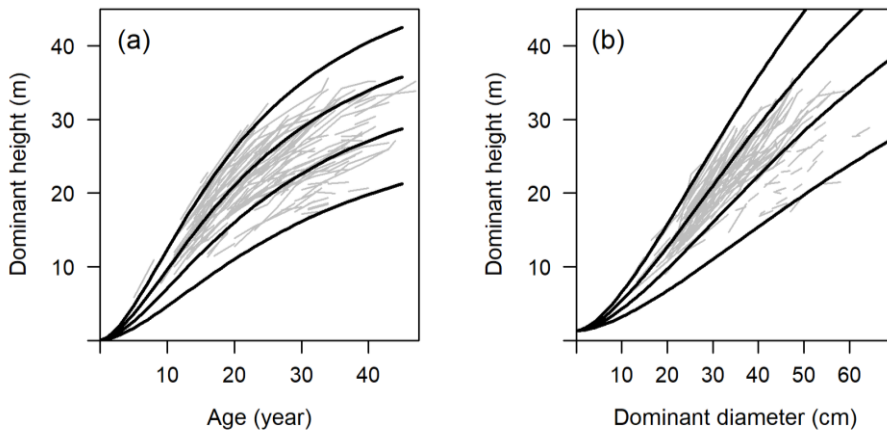 (a)
Dominant height (m)
40
30
20
10
10 20 30 40
Age (year)
(b)
Dominant height (m)
40
30
20
10
10 20 30 40 50 60
Dominant diameter (cm)